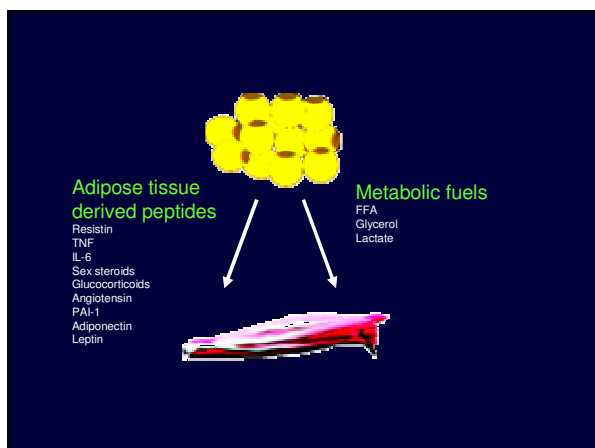 Adipose tissue
derived peptides
Resistin
TNF
IL-6
Sex steroids
Glucocorticoids
Angiotensin
PAI-1
Adiponectin
Leptin
Metabolic fuels
FFA
Glycerol
Lactate